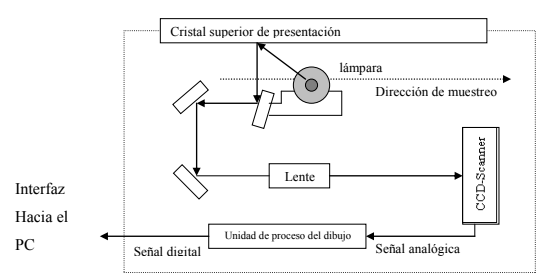 Cristal superior de presentación
lámpara
Dirección de muestreo
Lente
CCD-Scanner
Interfaz
Hacia el
PC
Unidad de proceso del dibujo
Señal digital
Señal analógica